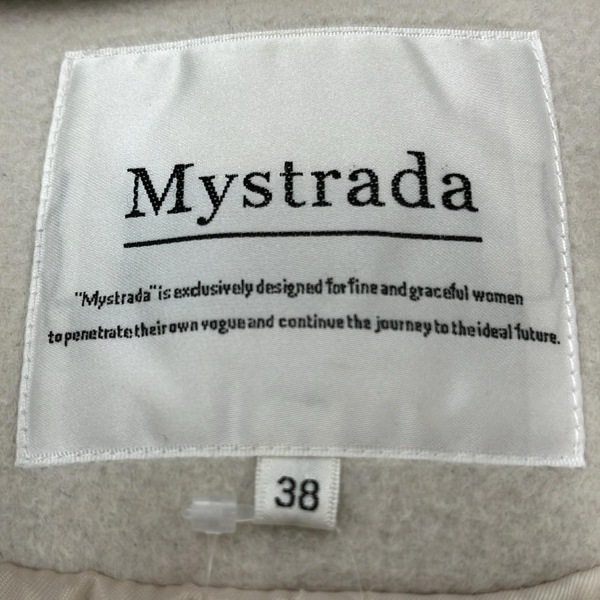 Mystrada
"Mystrada" is exclusively designed for fine and graceful women
to penetrate their own vogue and continue the journey to the ideal future.
38